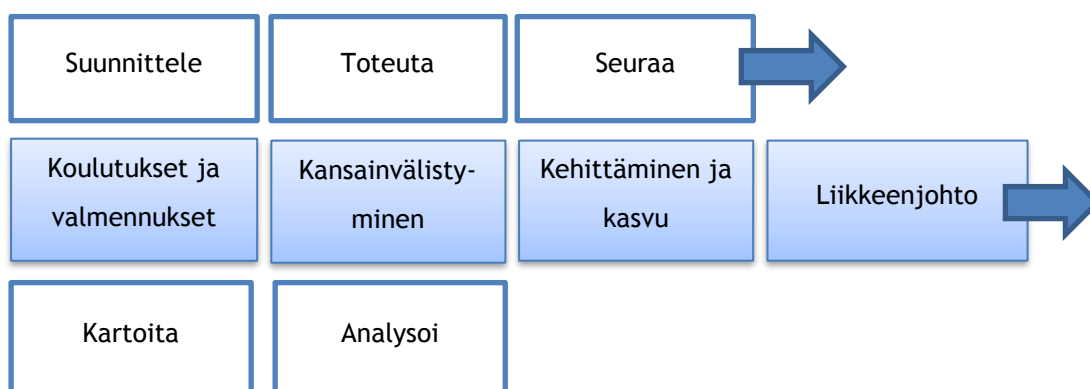 Suunnittele
Toteuta
Seuraa
Koulutukset ja
valmennukset
Kansainvälisty-
minen
Kehittäminen ja
kasvu
Liikkeenjohto
Kartoita
Analysoi